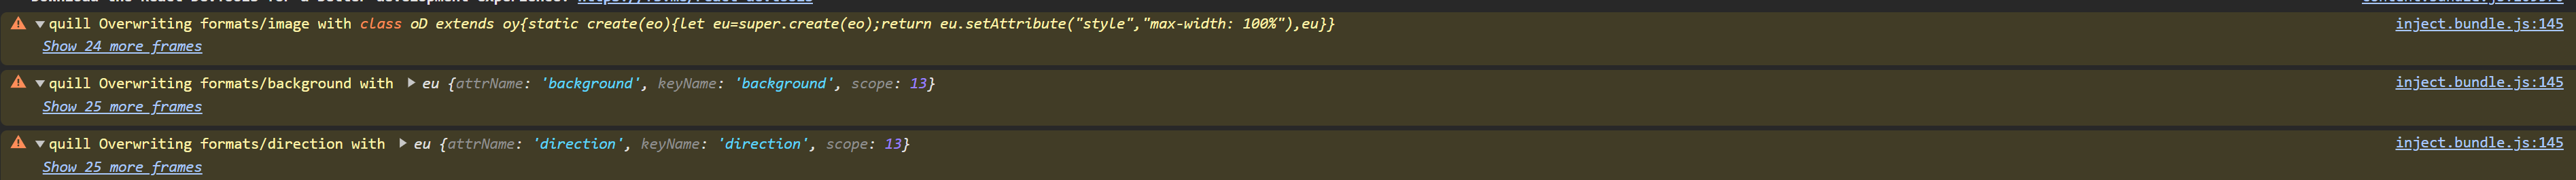 quill Overwriting formats/image with class oD extends oy{static create(eo){let eu=super.create(eo);return eu.setAttribute("style","max-width: 100%"),eu}} inject.bundle.js:145
Show 24 more frames
quill Overwriting formats/background with eu {attrName: 'background', keyName: 'background', scope: 13} inject.bundle.js:145
Show 25 more frames
quill Overwriting formats/direction with eu {attrName: 'direction', keyName: 'direction', scope: 13} inject.bundle.js:145
Show 25 more frames